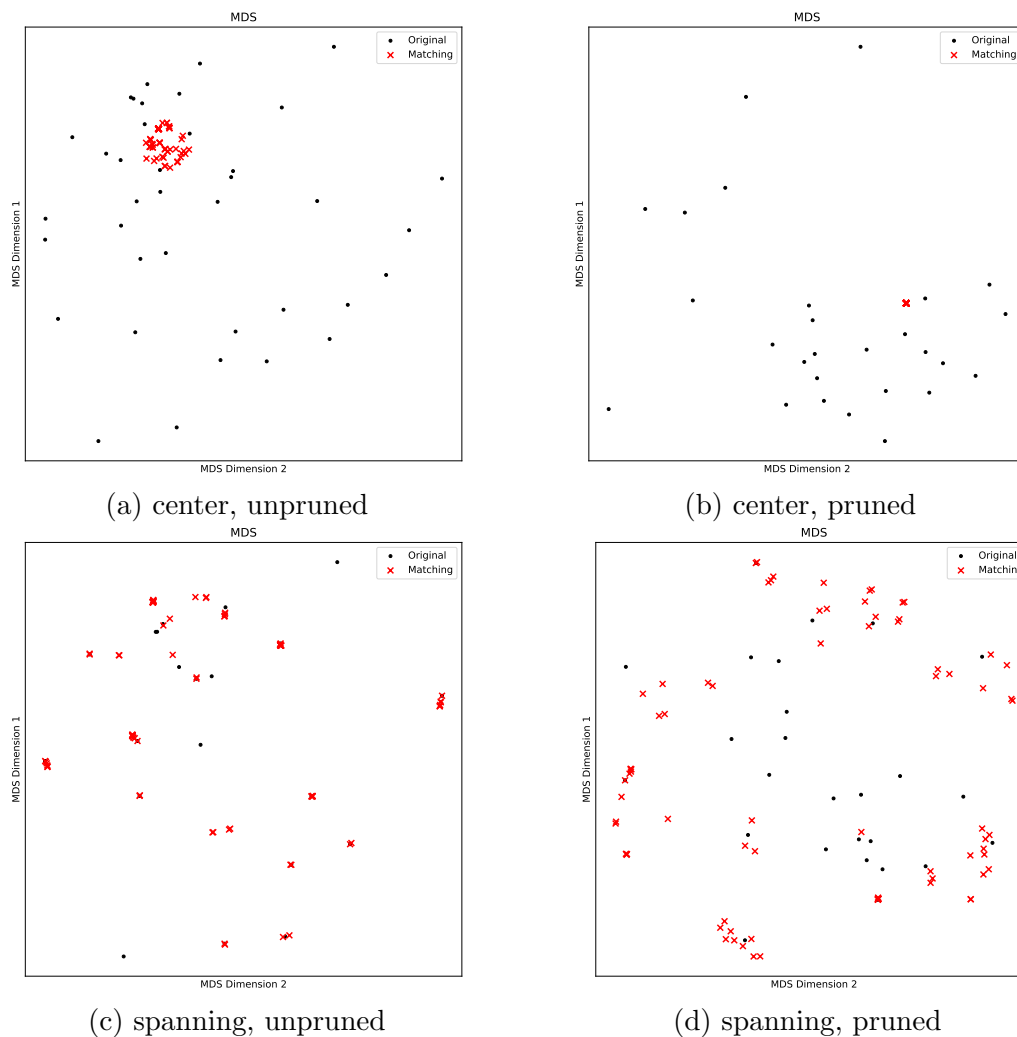 MDS
Original
Matching
MDS Dimension 1
MDS Dimension 2
(a) center, unpruned
MDS
Original
Matching
MDS Dimension 1
MDS Dimension 2
(b) center, pruned
MDS
Original
Matching
MDS Dimension 1
MDS Dimension 2
(c) spanning, unpruned
MDS
Original
Matching
MDS Dimension 1
MDS Dimension 2
(d) spanning, pruned